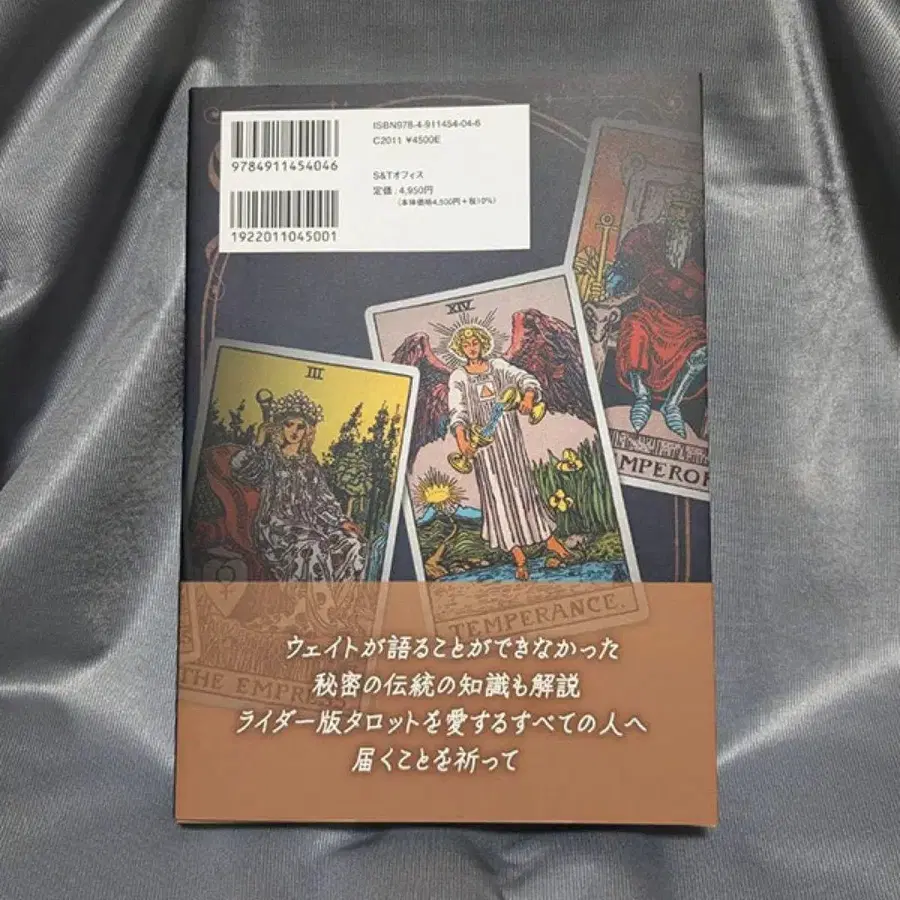 ISBN978-4-911454-04-6
C2011 ¥4500E
9784911454046
S&Tオフィス
定価：4,950円
（本体価格4,500円＋税10%）
1922011045001
XIV
III
EMPEROR
TEMPERANCE.
THE EMPRESS
ウェイトが語ることができなかった
秘密の伝統の知識も解説
ライダー版タロットを愛するすべての人へ
届くことを祈って